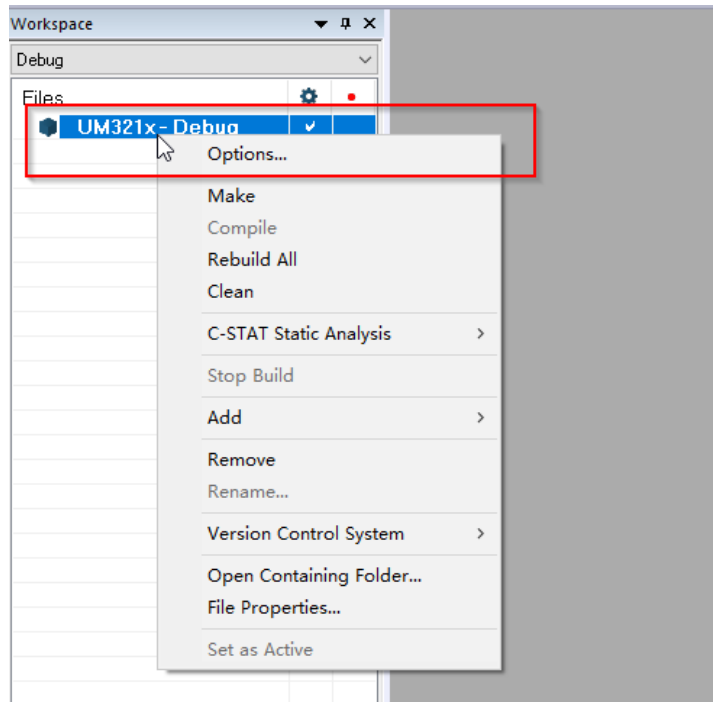 Workspace
Debug
Files
UM321x - Debug
Options...
Make
Compile
Rebuild All
Clean
C-STAT Static Analysis
Stop Build
Add
Remove
Rename...
Version Control System
Open Containing Folder...
File Properties...
Set as Active